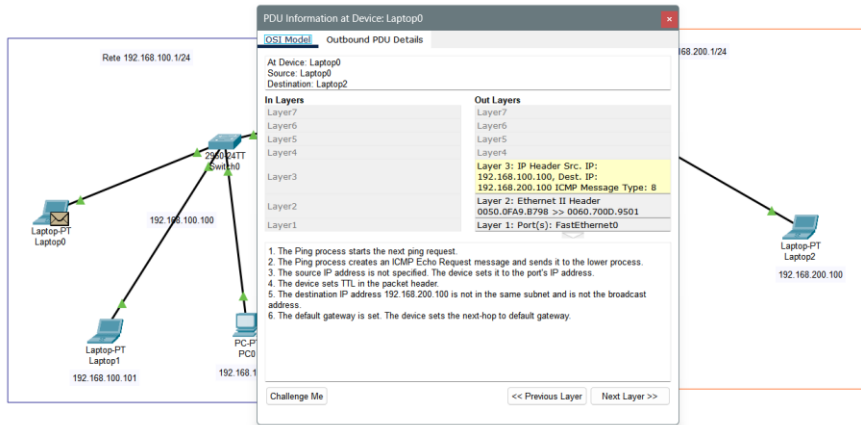 PDU Information at Device: Laptop0
OSI Model Outbound PDU Details
At Device: Laptop0
Source: Laptop0
Destination: Laptop2
In Layers Out Layers
Layer7 Layer7
Layer6 Layer6
Layer5 Layer5
Layer4 Layer4
Layer3
Layer 3: IP Header Src. IP:
192.168.100.100, Dest. IP:
192.168.200.100 ICMP Message Type: 8
Layer2
Layer 2: Ethernet II Header
0050.0FA9.B798 >> 0060.700D.9501
Layer1 Layer 1: Port(s): FastEthernet0
1. The Ping process starts the next ping request.
2. The Ping process creates an ICMP Echo Request message and sends it to the lower process.
3. The source IP address is not specified. The device sets it to the port's IP address.
4. The device sets TTL in the packet header.
5. The destination IP address 192.168.200.100 is not in the same subnet and is not the broadcast
address.
6. The default gateway is set. The device sets the next-hop to default gateway.
Challenge Me << Previous Layer Next Layer >>
Rete 192.168.100.1/24
68.200.1/24
2950-24TT
Switch0
Laptop-PT
Laptop0
192.168.100.100
Laptop-PT
Laptop1
192.168.100.101
PC-P
PC0
192.168.1
Laptop-PT
Laptop2
192.168.200.100